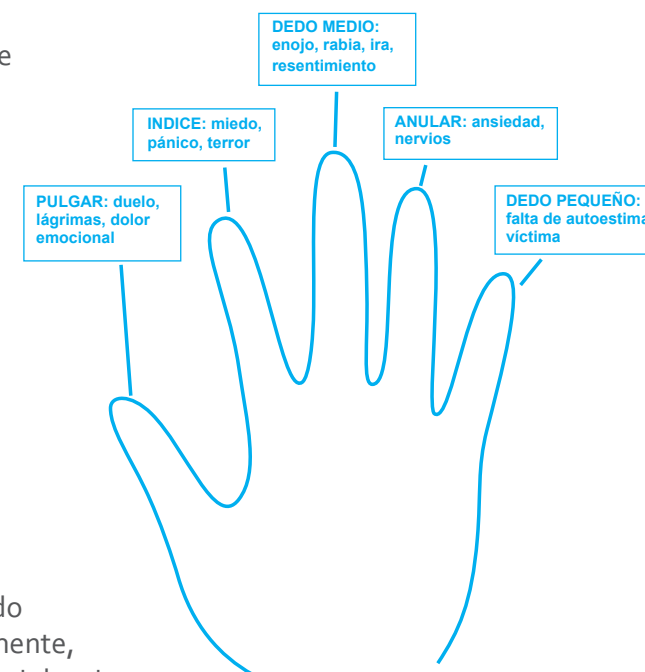 e
DEDO MEDIO:
enojo, rabia, ira,
resentimiento
INDICE: miedo,
pánico, terror
ANULAR: ansiedad,
nervios
PULGAR: duelo,
lágrimas, dolor
emocional
DEDO PEQUEÑO:
falta de autoestima
víctima
do
mente,